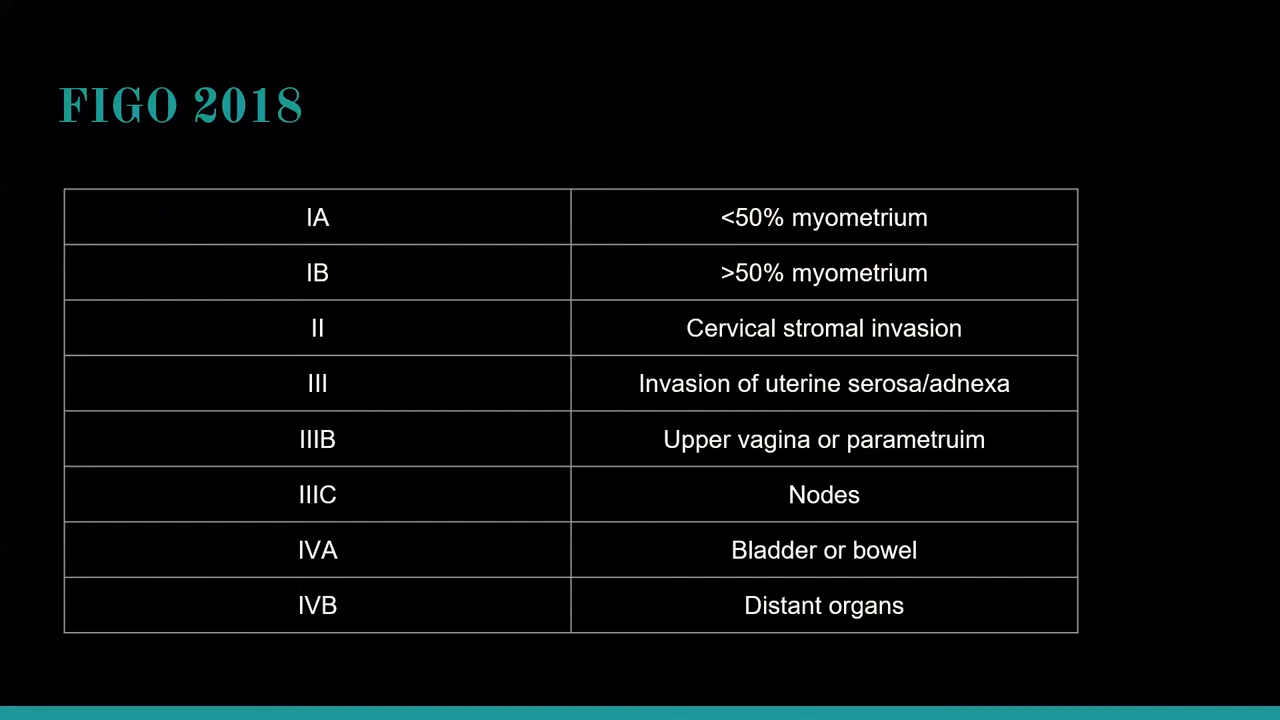 FIGO 2018
IA <50% myometrium
IB >50% myometrium
II Cervical stromal invasion
III Invasion of uterine serosa/adnexa
IIIB Upper vagina or parametruim
IIIC Nodes
IVA Bladder or bowel
IVB Distant organs